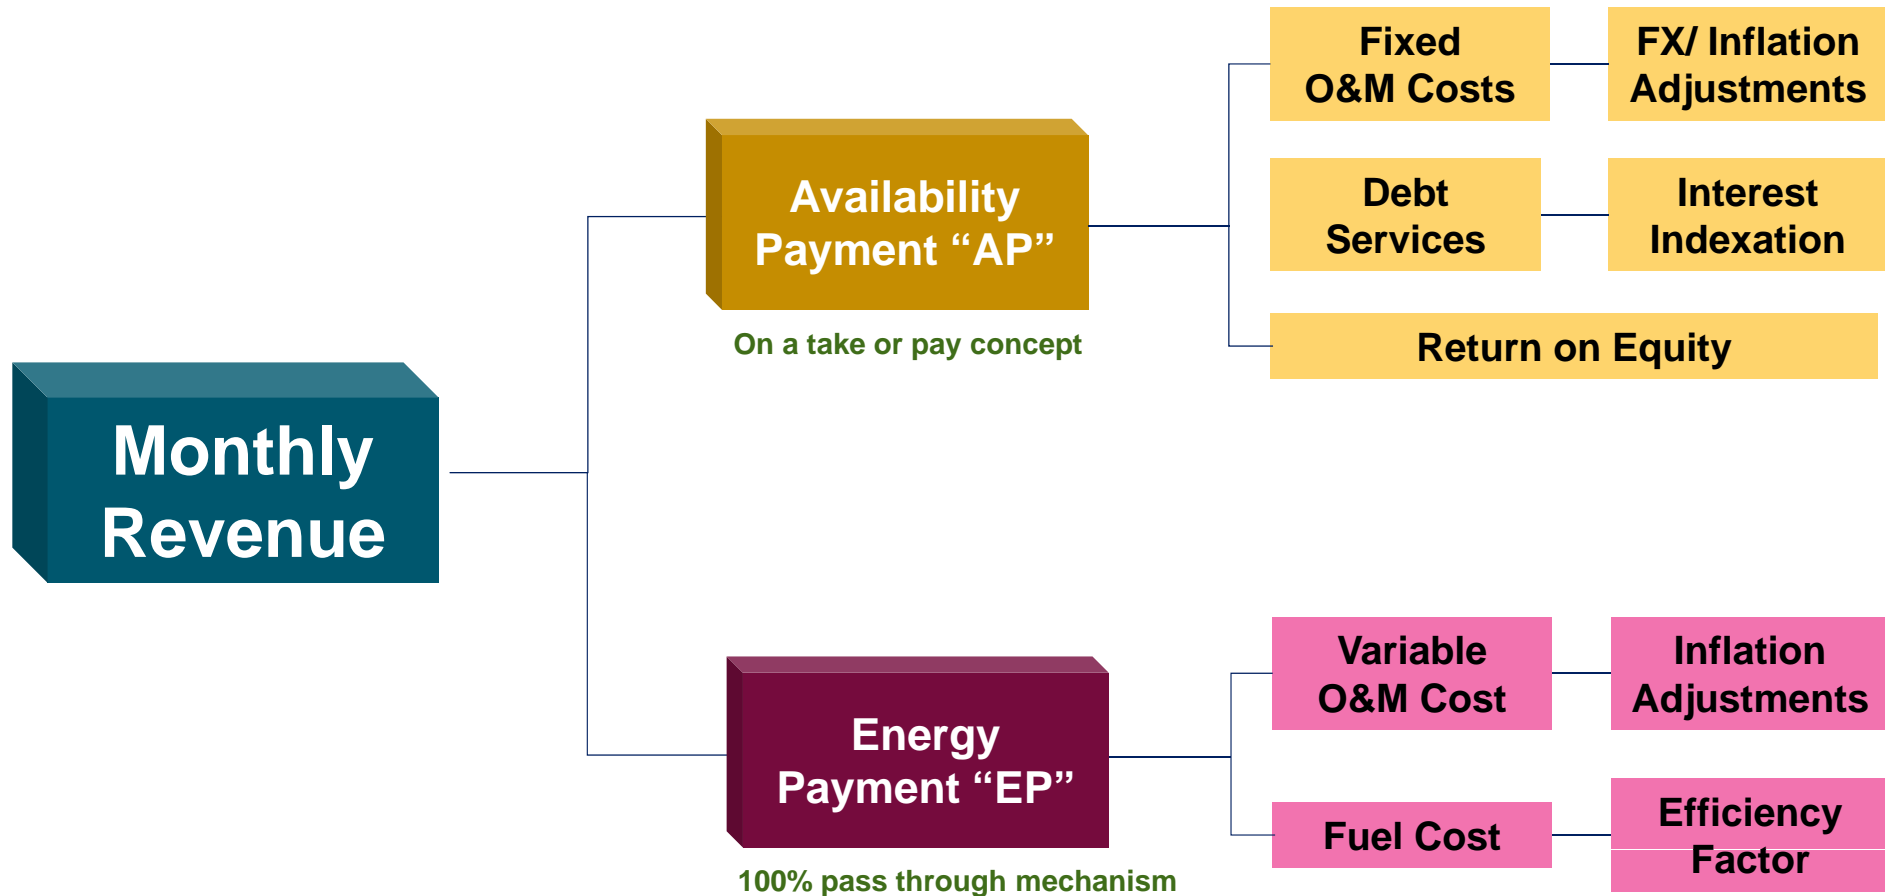 Monthly
Revenue
Availability
Payment “AP”
On a take or pay concept
Fixed
O&M Costs
FX/ Inflation
Adjustments
Debt
Services
Interest
Indexation
Return on Equity
Energy
Payment “EP”
100% pass through mechanism
Variable
O&M Cost
Inflation
Adjustments
Fuel Cost
Efficiency
Factor